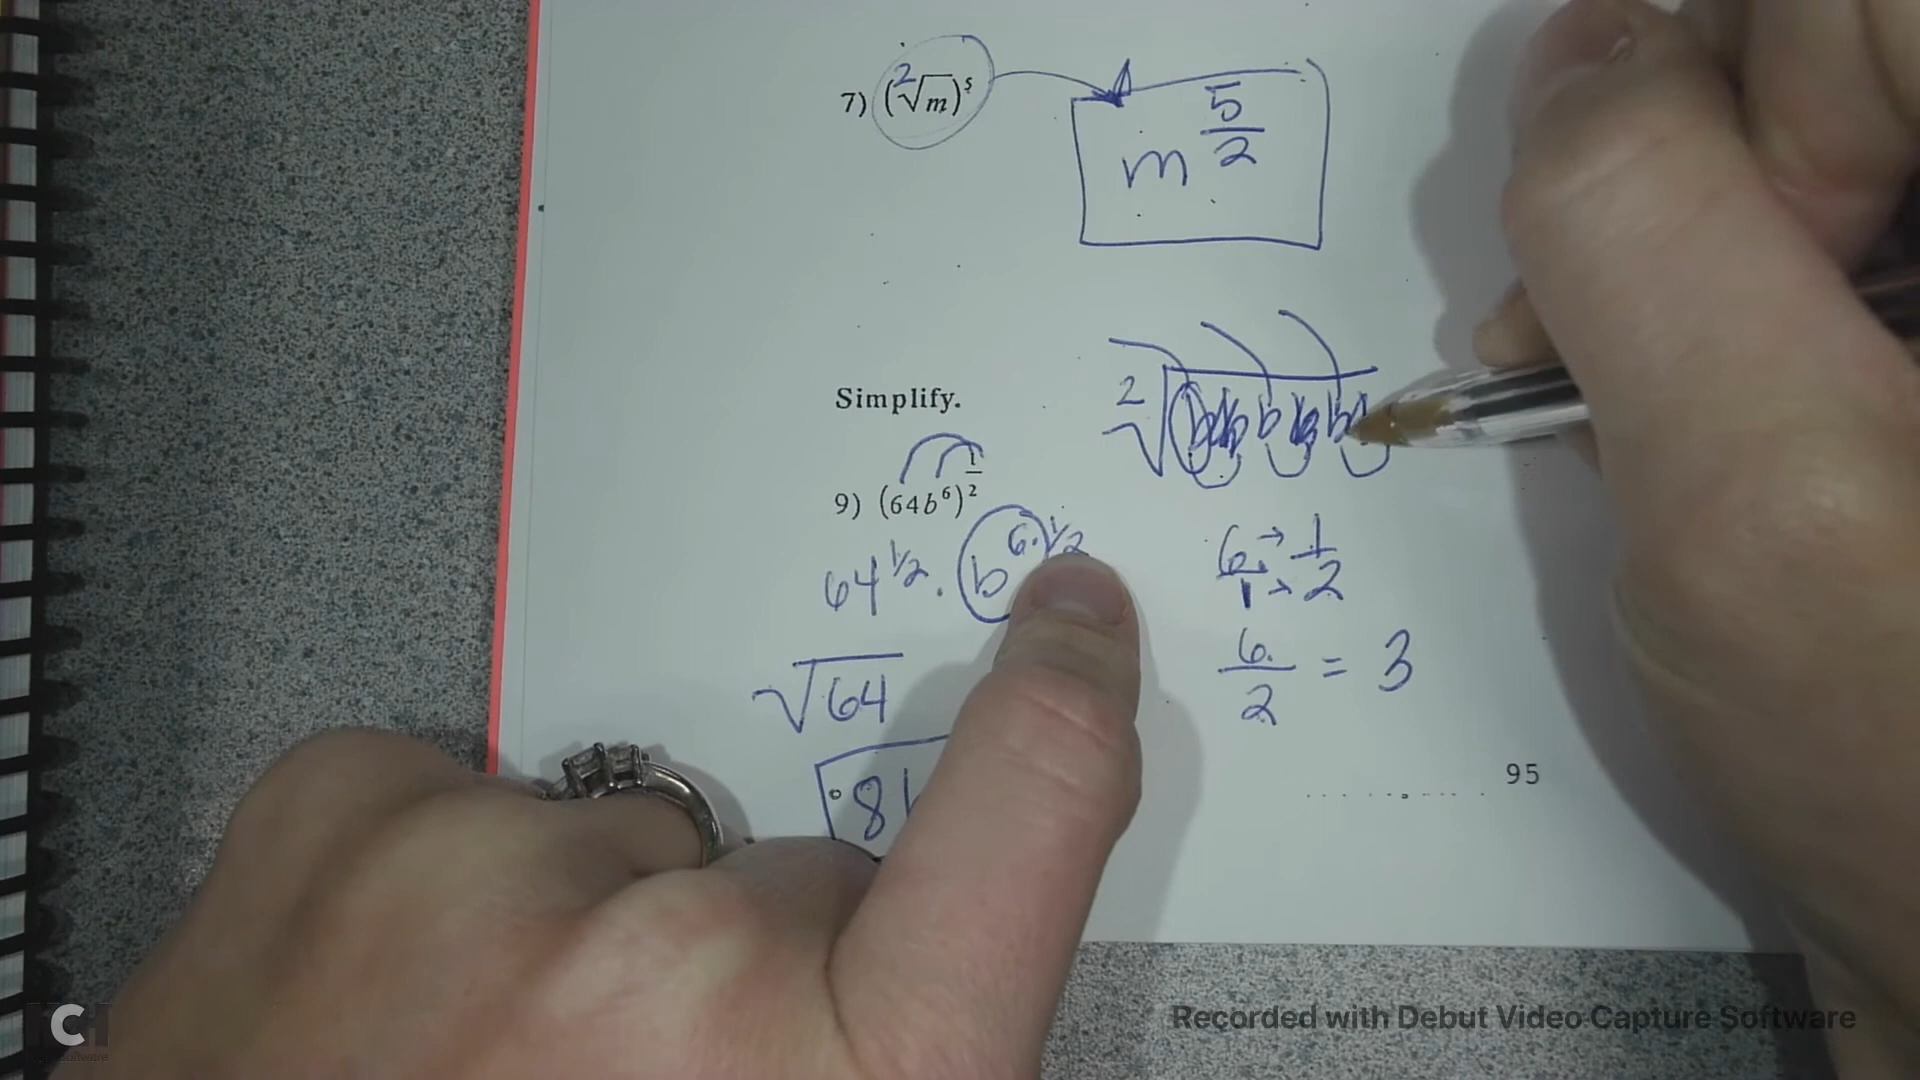 7) (²√m)⁵
m^(5/2)
Simplify.
²√b b b b b
9) (64b⁶)^(1/2)
64^(1/2) · b^(6·1/2)
6/1 → 1/2
√64
6/2 = 3
8
95
Recorded with Debut Video Capture Software